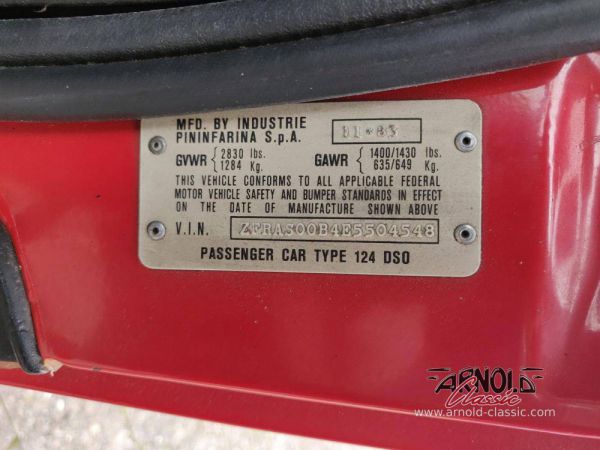 MFD. BY INDUSTRIE
PININFARINA S.p.A. 11*83
GVWR { 2830 lbs. 1284 Kg. GAWR { 1400/1430 lbs. 635/649 Kg.
THIS VEHICLE CONFORMS TO ALL APPLICABLE FEDERAL
MOTOR VEHICLE SAFETY AND BUMPER STANDARDS IN EFFECT
ON THE DATE OF MANUFACTURE SHOWN ABOVE
V.I.N. ZFRAS00B4E5504548
PASSENGER CAR TYPE 124 DSO
ARNOLD
Classic
www.arnold-classic.com